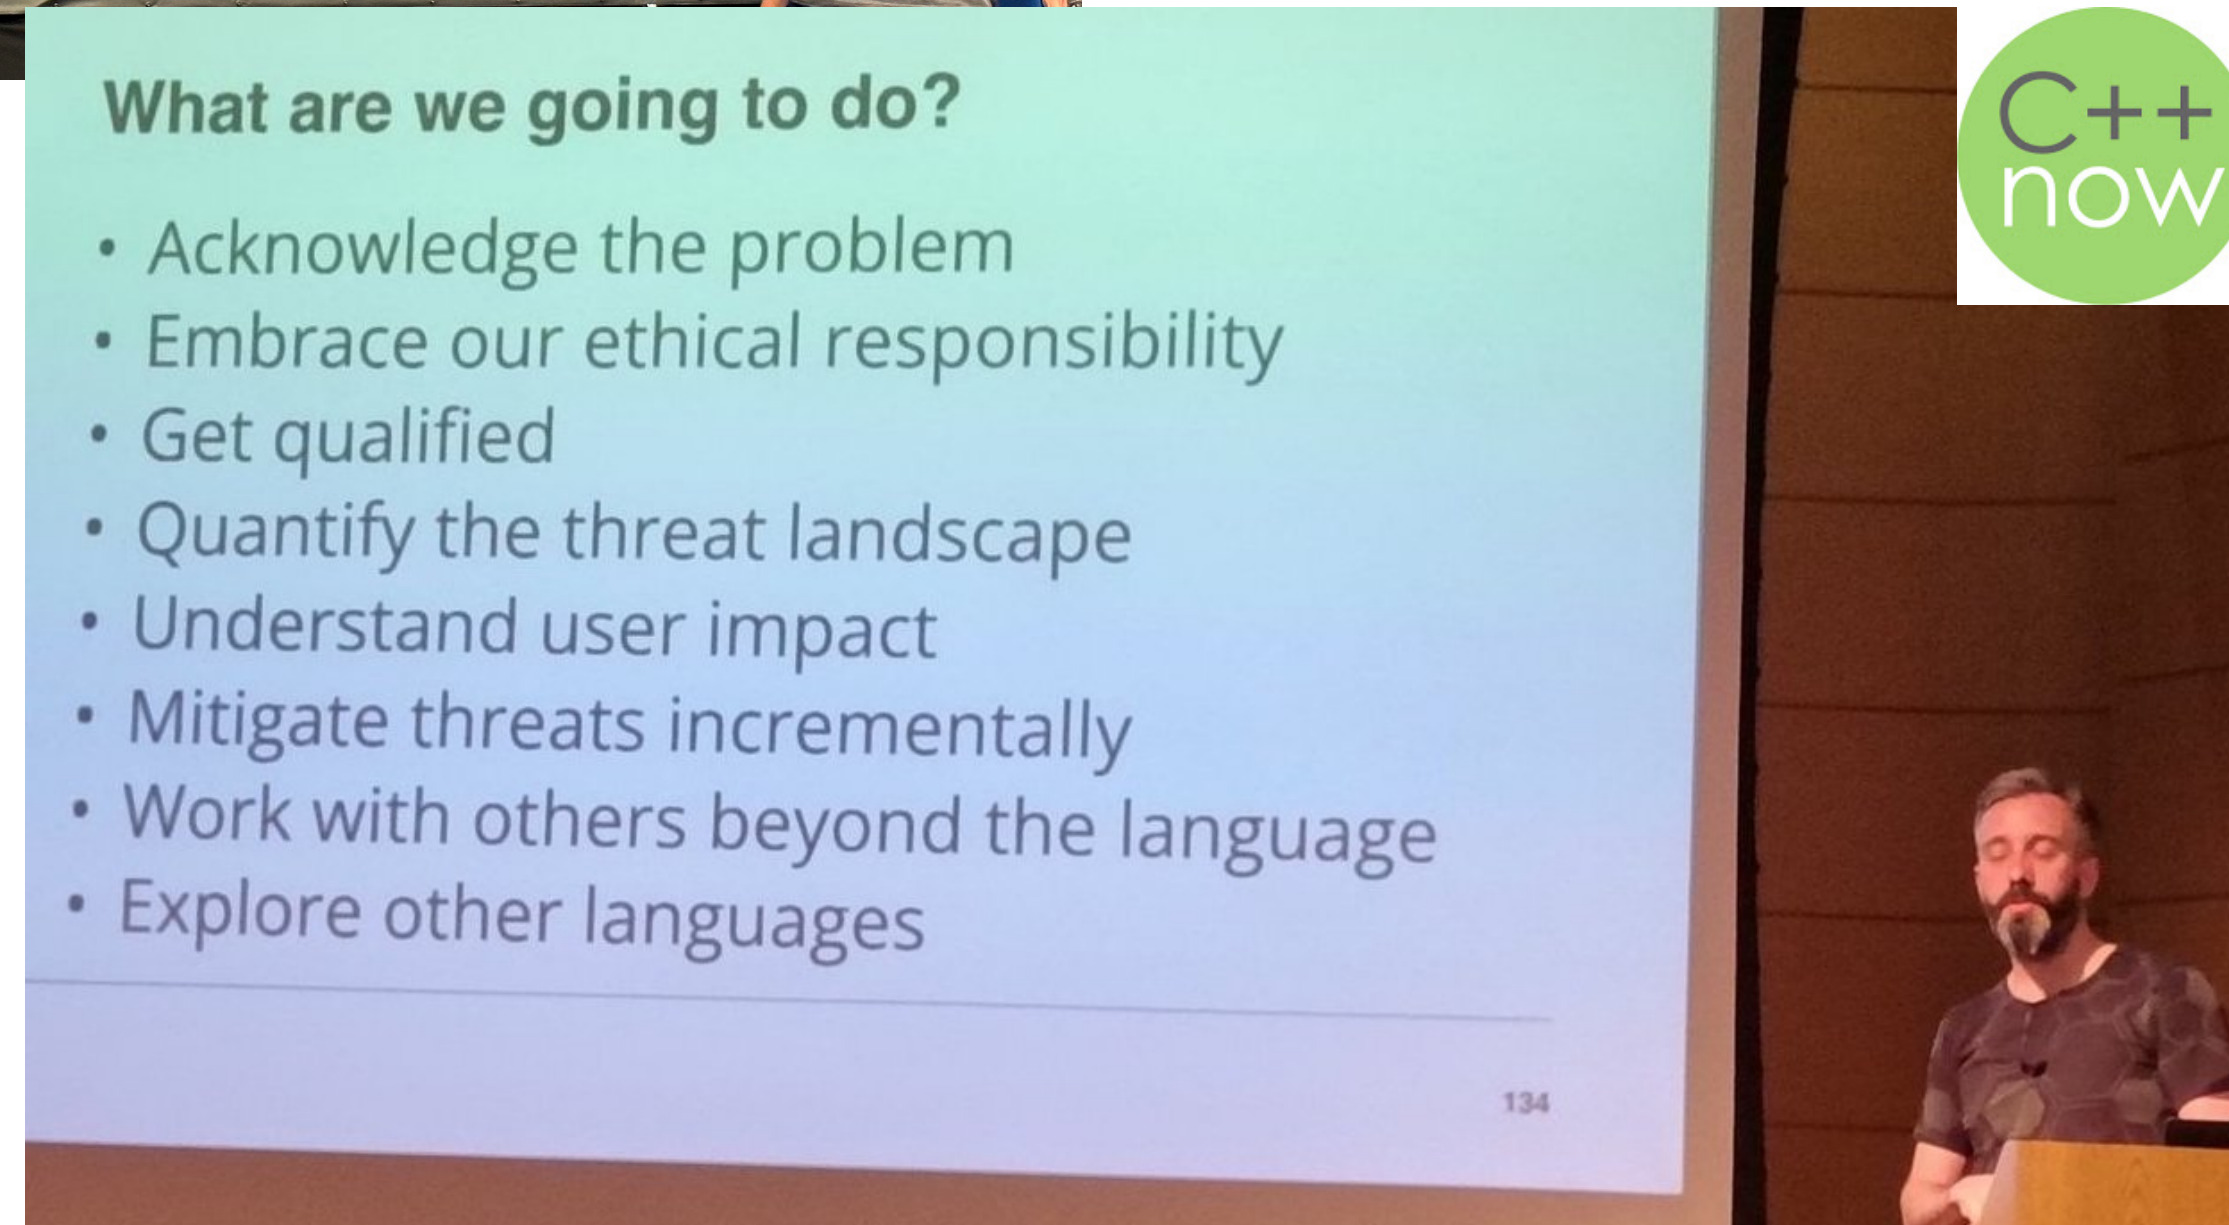 What are we going to do?
• Acknowledge the problem
• Embrace our ethical responsibility
• Get qualified
• Quantify the threat landscape
• Understand user impact
• Mitigate threats incrementally
• Work with others beyond the language
• Explore other languages
134
C++
now